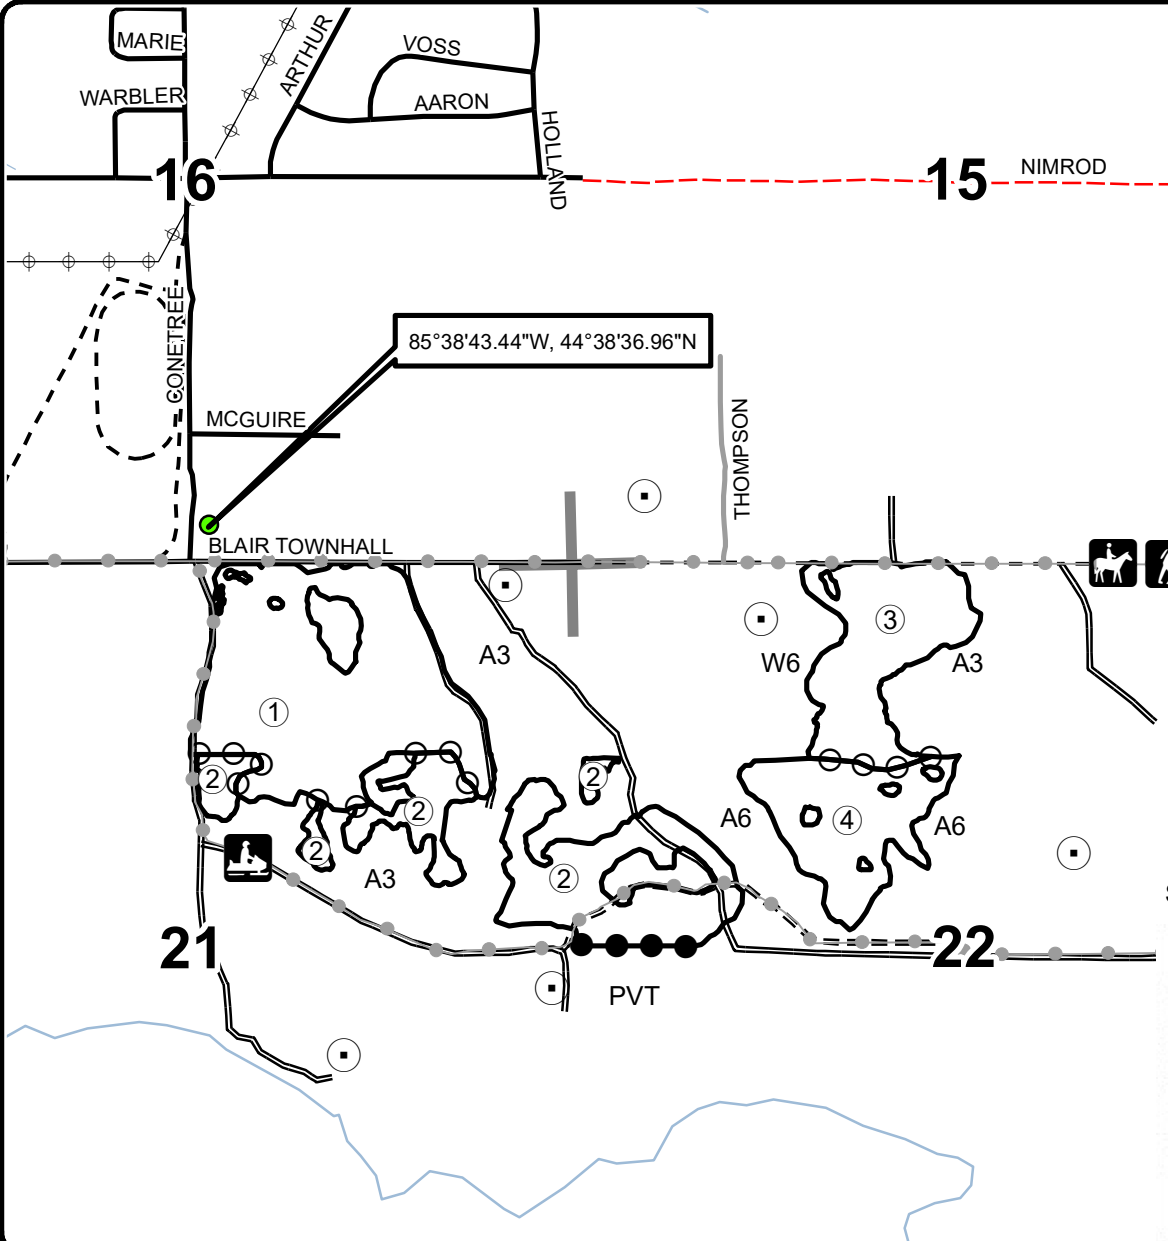 MARIE
ARTHUR
VOSS
WARBLER
AARON
HOLLAND
16
15
NIMROD
CONETREE
85°38'43.44"W, 44°38'36.96"N
MCGUIRE
THOMPSON
BLAIR TOWNHALL
3
A3
W6
A3
1
2
2
2
A6
4
A6
2
A3
2
21
22
PVT